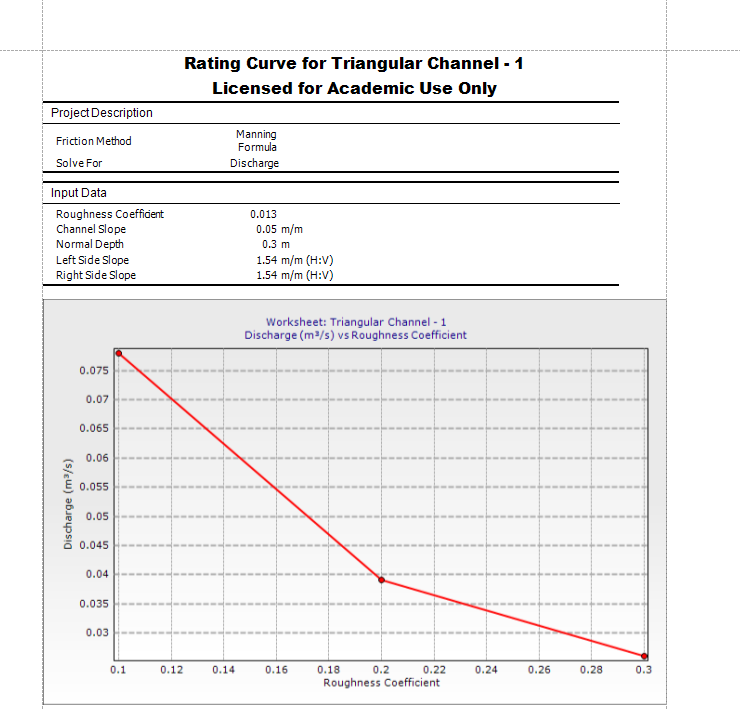 Rating Curve for Triangular Channel - 1
Licensed for Academic Use Only
Project Description
Friction Method Manning Formula
Solve For Discharge
Input Data
Roughness Coefficient 0.013
Channel Slope 0.05 m/m
Normal Depth 0.3 m
Left Side Slope 1.54 m/m (H:V)
Right Side Slope 1.54 m/m (H:V)
Worksheet: Triangular Channel - 1
Discharge (m³/s) vs Roughness Coefficient
Discharge (m³/s)
0.075
0.07
0.065
0.06
0.055
0.05
0.045
0.04
0.035
0.03
0.1 0.12 0.14 0.16 0.18 0.2 0.22 0.24 0.26 0.28 0.3
Roughness Coefficient